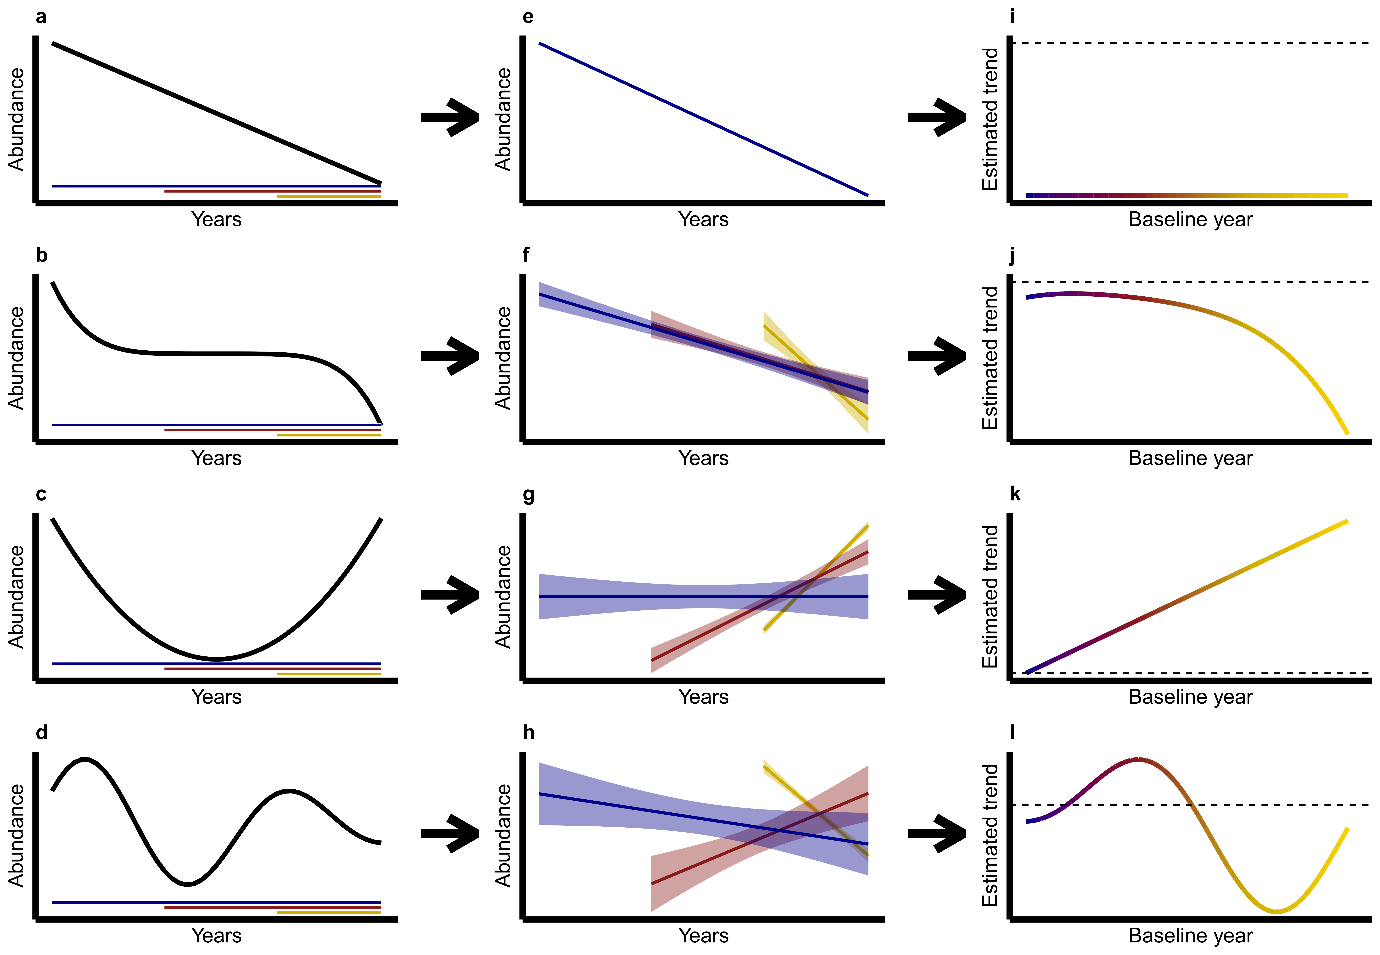 a e i
Abundance Abundance Estimated trend
Years Years Baseline year
b f j
Abundance Abundance Estimated trend
Years Years Baseline year
c g k
Abundance Abundance Estimated trend
Years Years Baseline year
d h l
Abundance Abundance Estimated trend
Years Years Baseline year